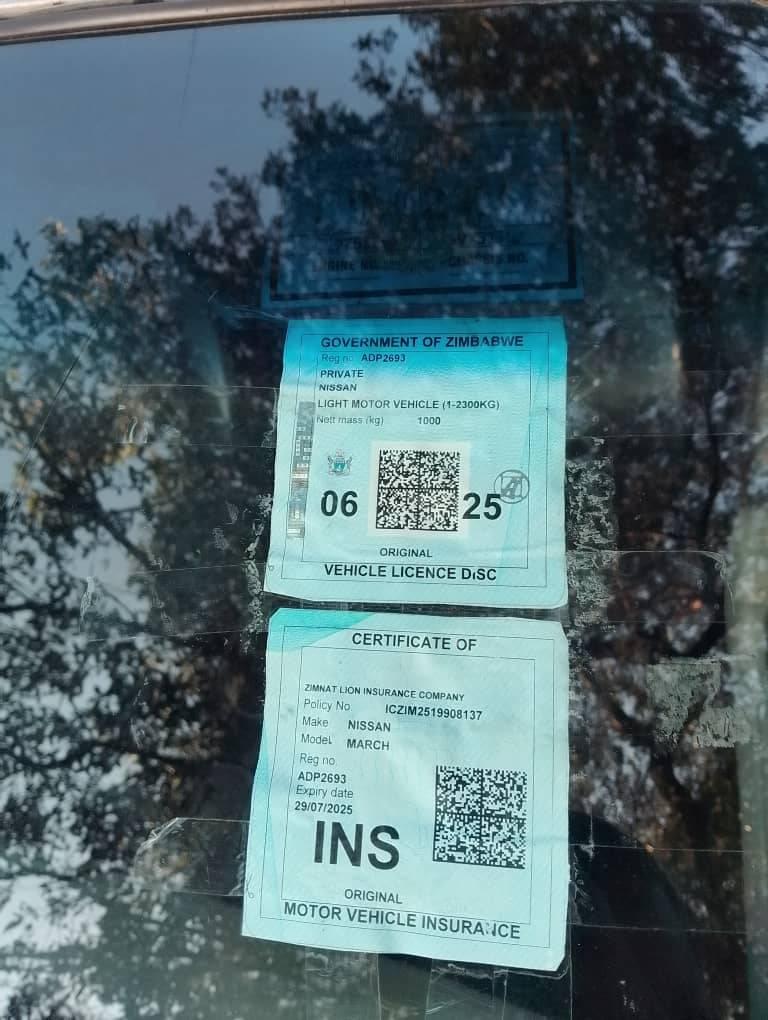 GOVERNMENT OF ZIMBABWE
Reg no. ADP2693
PRIVATE
NISSAN
LIGHT MOTOR VEHICLE (1-2300KG)
Nett mass (kg) 1000
06 25
ORIGINAL
VEHICLE LICENCE DISC
CERTIFICATE OF
ZIMNAT LION INSURANCE COMPANY
Policy No. ICZIM2519908137
Make NISSAN
Model MARCH
Reg no.
ADP2693
Expiry date
29/07/2025
INS
ORIGINAL
MOTOR VEHICLE INSURANCE